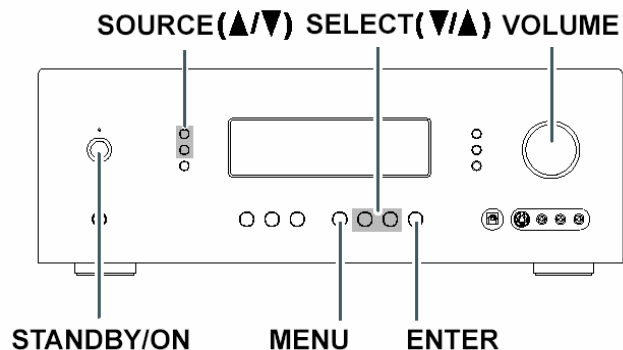 SOURCE(▲/▼) SELECT(▼/▲) VOLUME
STANDBY/ON MENU ENTER